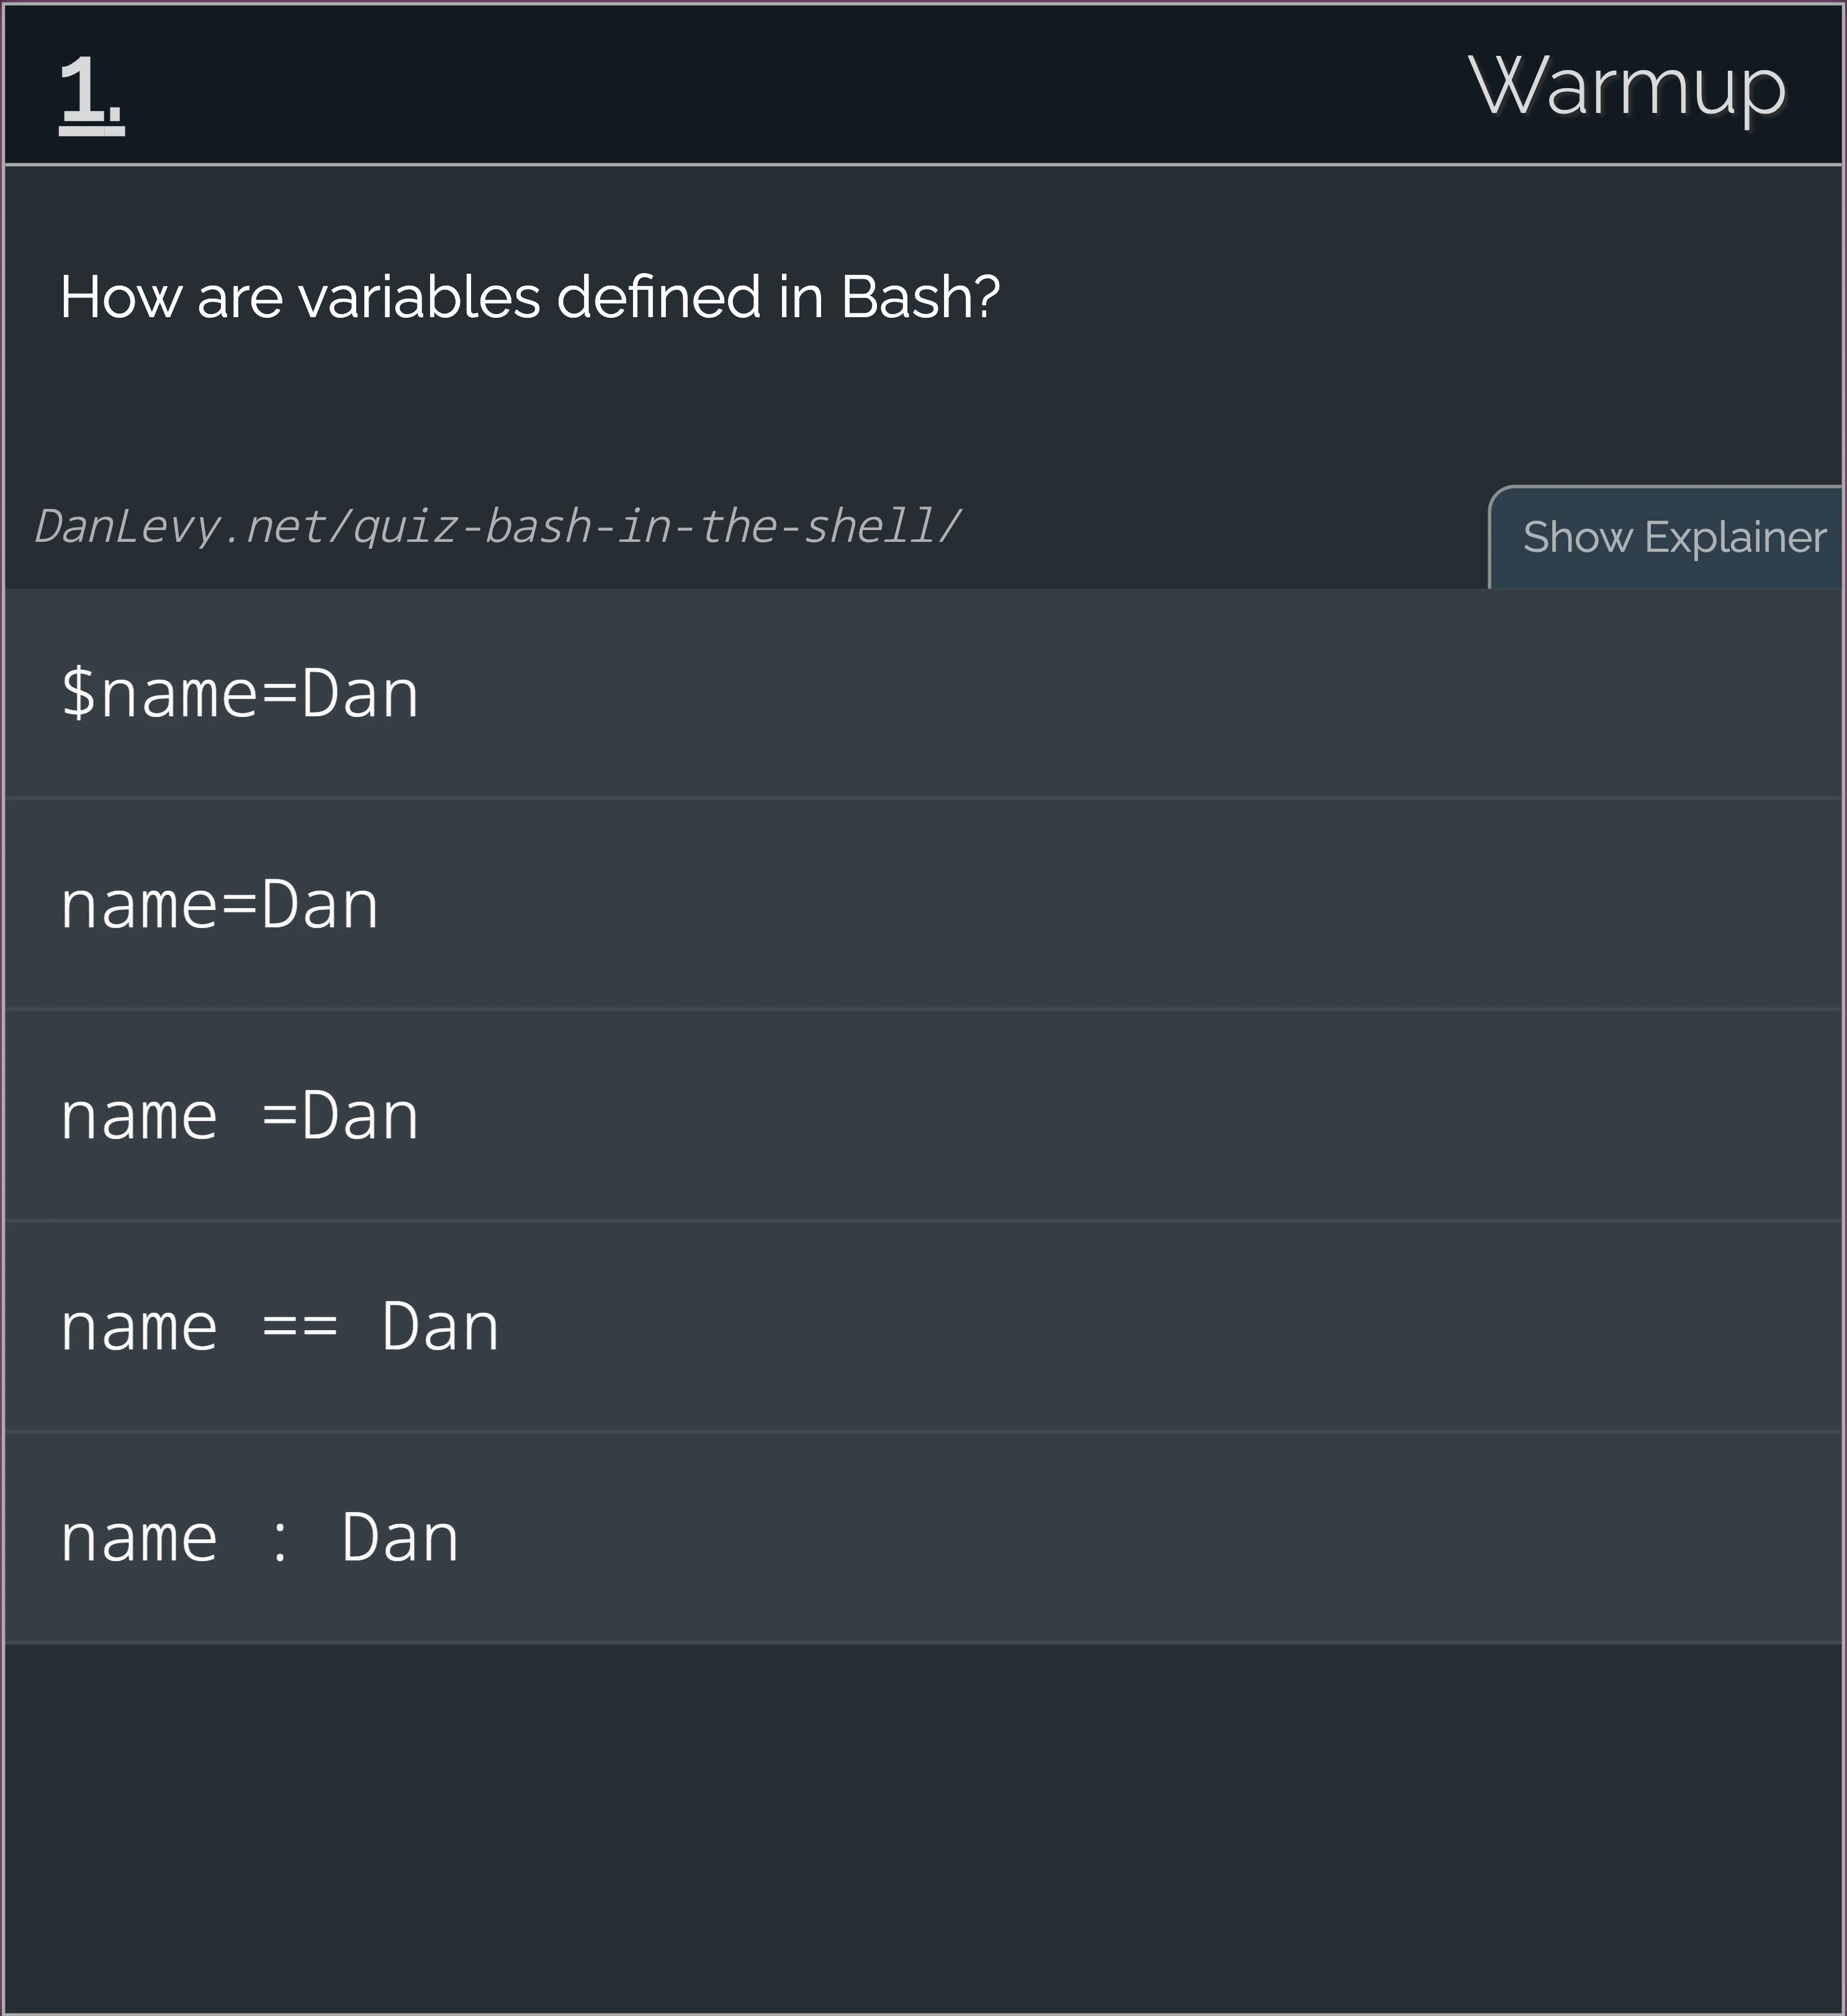 1.
Warmup
How are variables defined in Bash?
DanLevy.net/quiz-bash-in-the-shell/
Show Explainer
$name=Dan
name=Dan
name =Dan
name == Dan
name : Dan